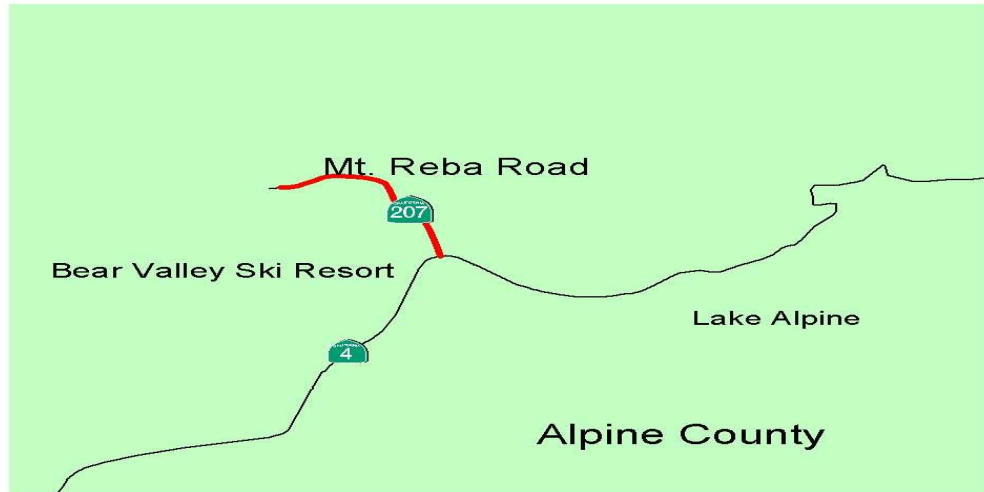 Mt. Reba Road
207
Bear Valley Ski Resort
Lake Alpine
4
Alpine County